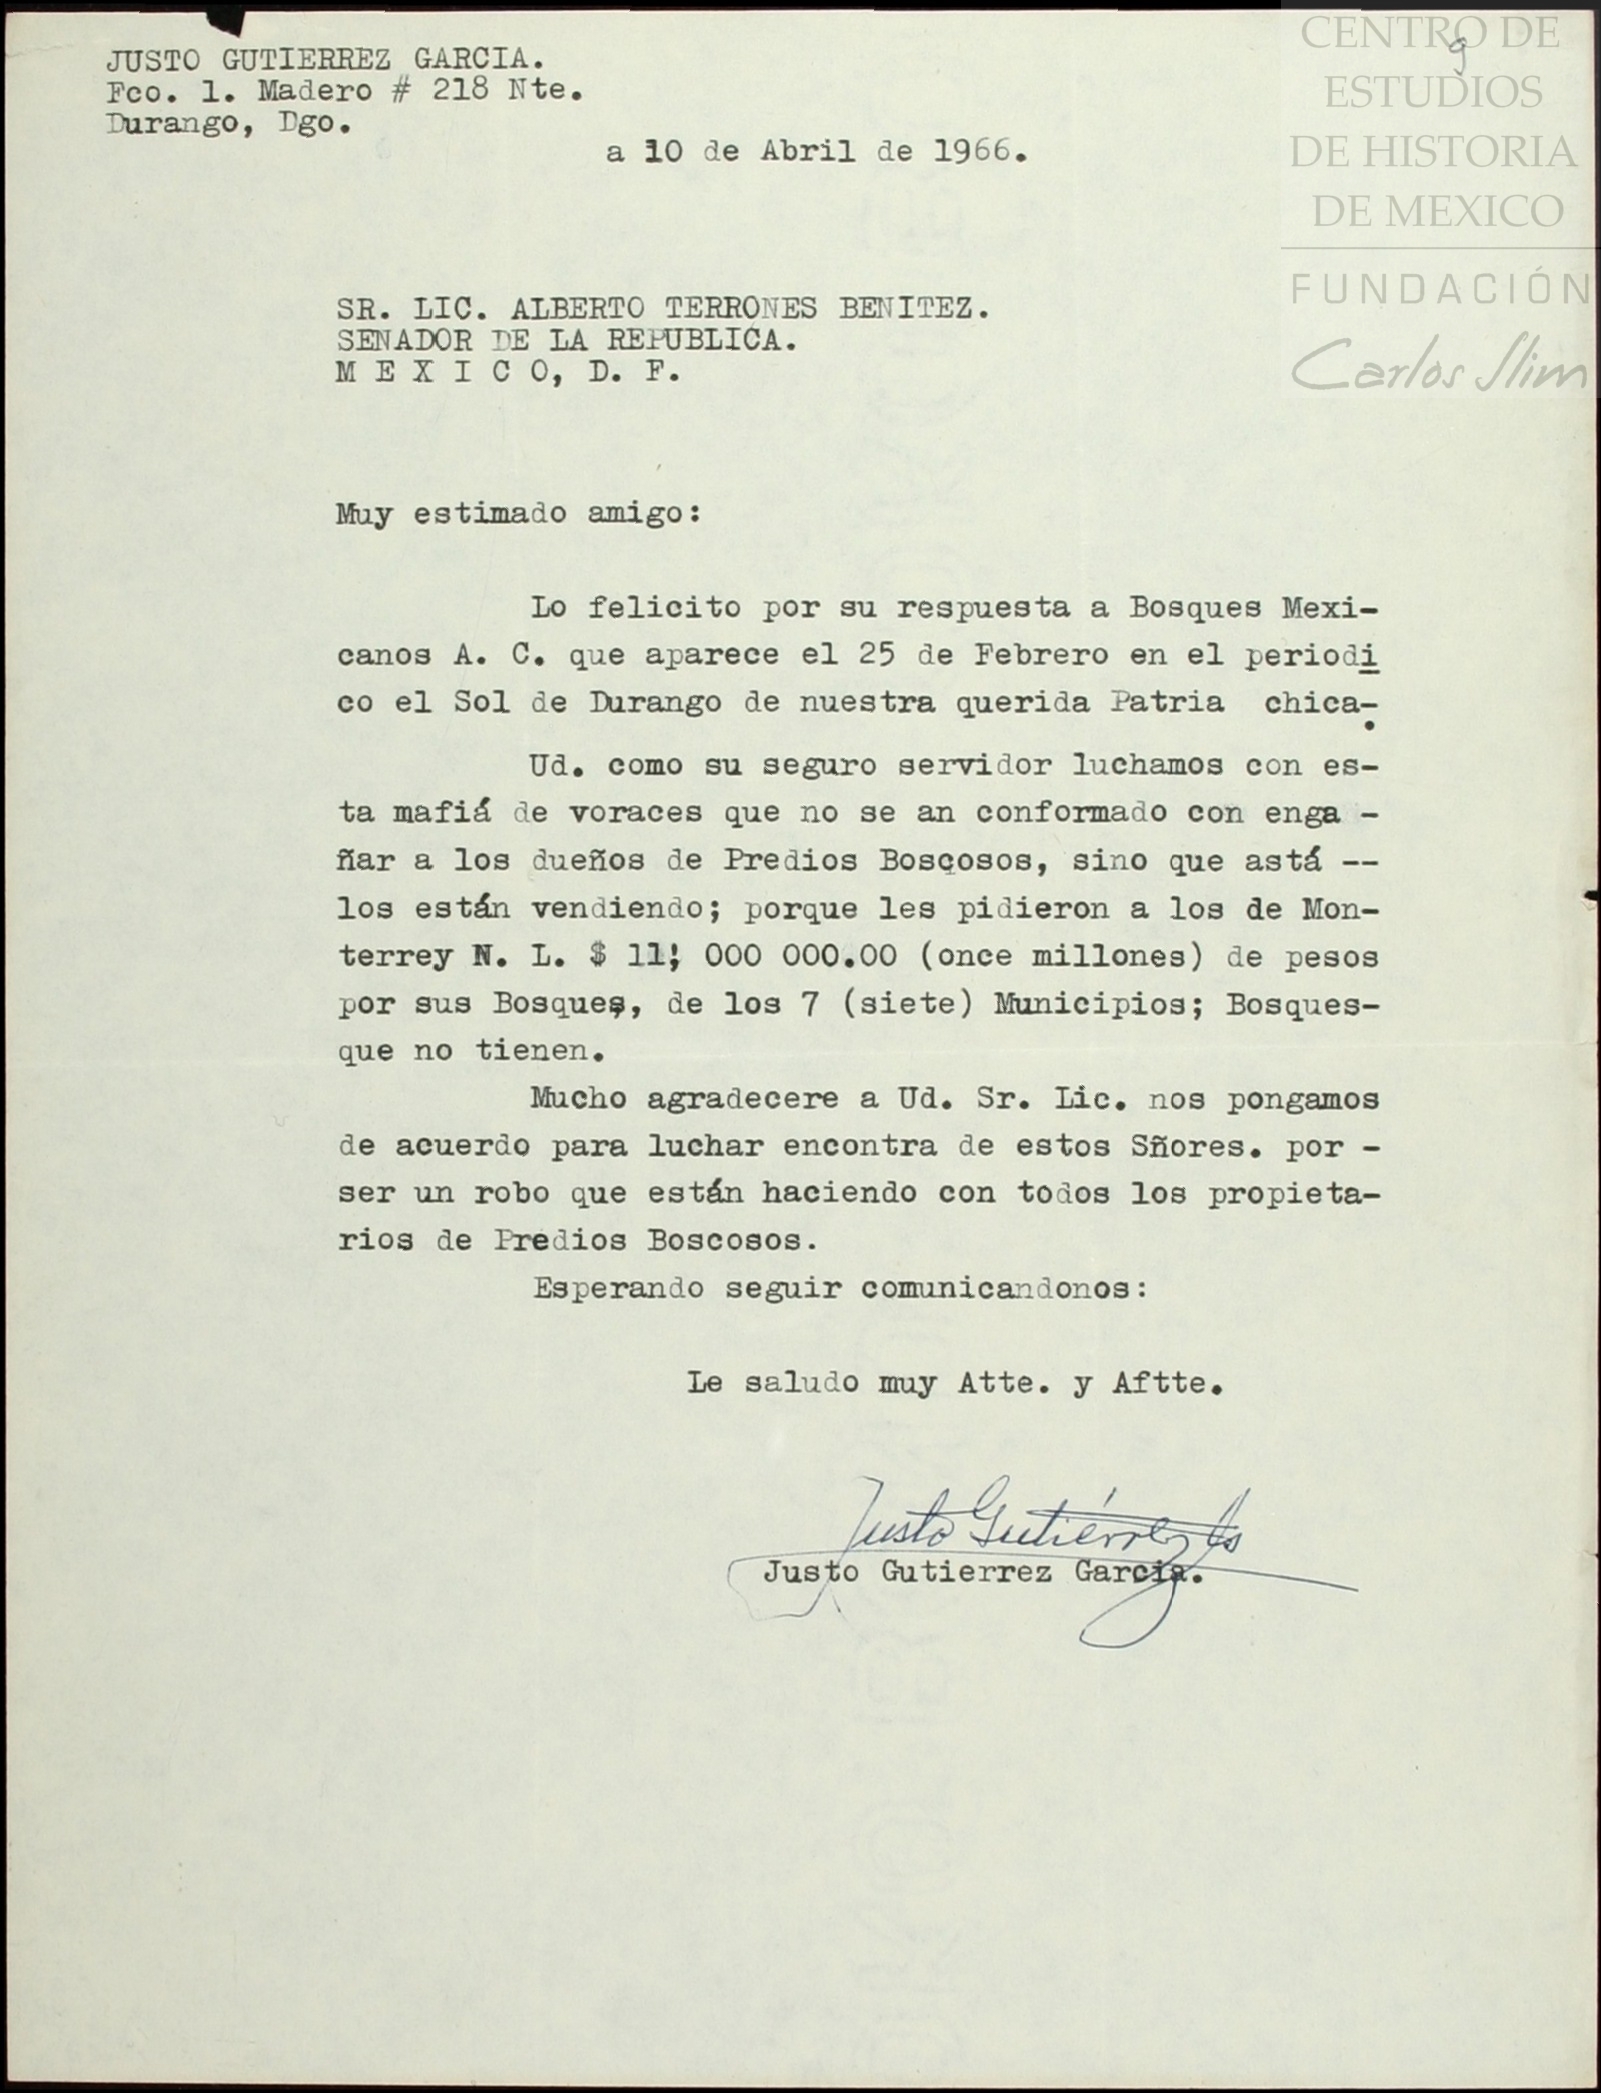 JUSTO GUTIERREZ GARCIA.
Fco. l. Madero # 218 Nte.
Durango, Dgo.
a 10 de Abril de 1966.
9
CENTRO DE
ESTUDIOS
DE HISTORIA
DE MEXICO
FUNDACIÓN
Carlos Slim
SR. LIC. ALBERTO TERRONES BENITEZ.
SENADOR DE LA REPUBLICA.
M E X I C O, D. F.
Muy estimado amigo:
Lo felicito por su respuesta a Bosques Mexi-
canos A. C. que aparece el 25 de Febrero en el periodi
co el Sol de Durango de nuestra querida Patria chica-.
Ud. como su seguro servidor luchamos con es-
ta mafiá de voraces que no se an conformado con enga -
ñar a los dueños de Predios Boscosos, sino que astá --
los están vendiendo; porque les pidieron a los de Mon-
terrey N. L. $ 11; 000 000.00 (once millones) de pesos
por sus Bosques, de los 7 (siete) Municipios; Bosques-
que no tienen.
Mucho agradecere a Ud. Sr. Lic. nos pongamos
de acuerdo para luchar encontra de estos Sñores. por -
ser un robo que están haciendo con todos los propieta-
rios de Predios Boscosos.
Esperando seguir comunicandonos:
Le saludo muy Atte. y Aftte.
Justo Gutiérrez G
Justo Gutierrez Garcia.